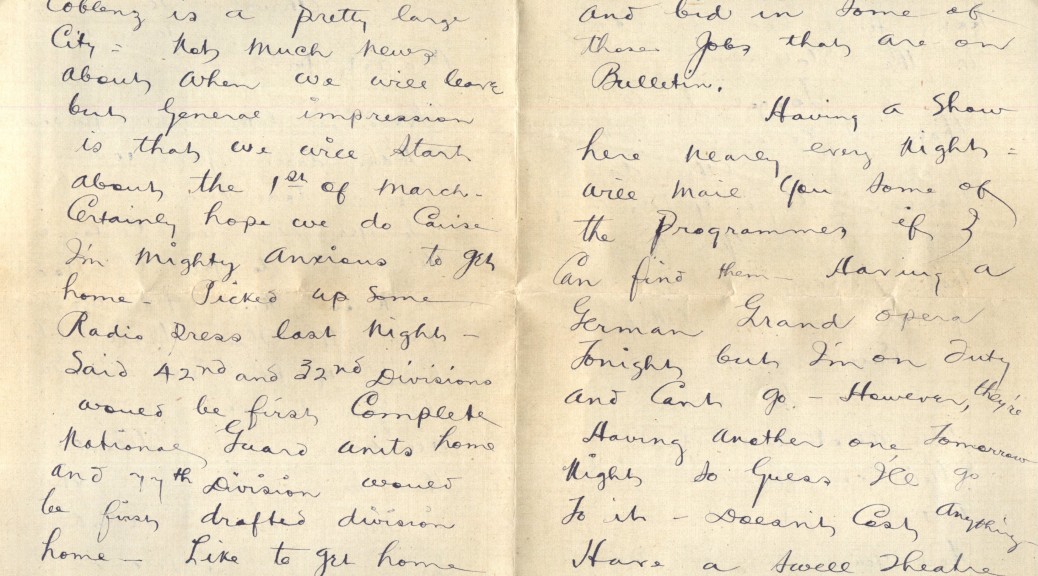 Coblenz is a pretty large
City = Not Much News
About When we will leave
but General impression
is that we will Start
About the 1st of March -
Certainly hope we do Cause
I'm Mighty Anxious to get
home - Picked up Some
Radio Press last Night -
Said 42nd and 32nd Divisions
would be first Complete
National Guard units home
And 77th Division would
be first drafted division
home - Like to get home
And bid in Some of
those Jobs that Are on
Bulletin.
Having a Show
here Nearly every Night =
will Mail You Some of
the Programmes if I
Can find them - Having a
German Grand Opera
Tonight but I'm on Duty
And Can't go. - However, they're
Having Another one Tomorrow
Night So Guess I'll go
To it - Doesn't Cost Anything
Have a Swell Theatre